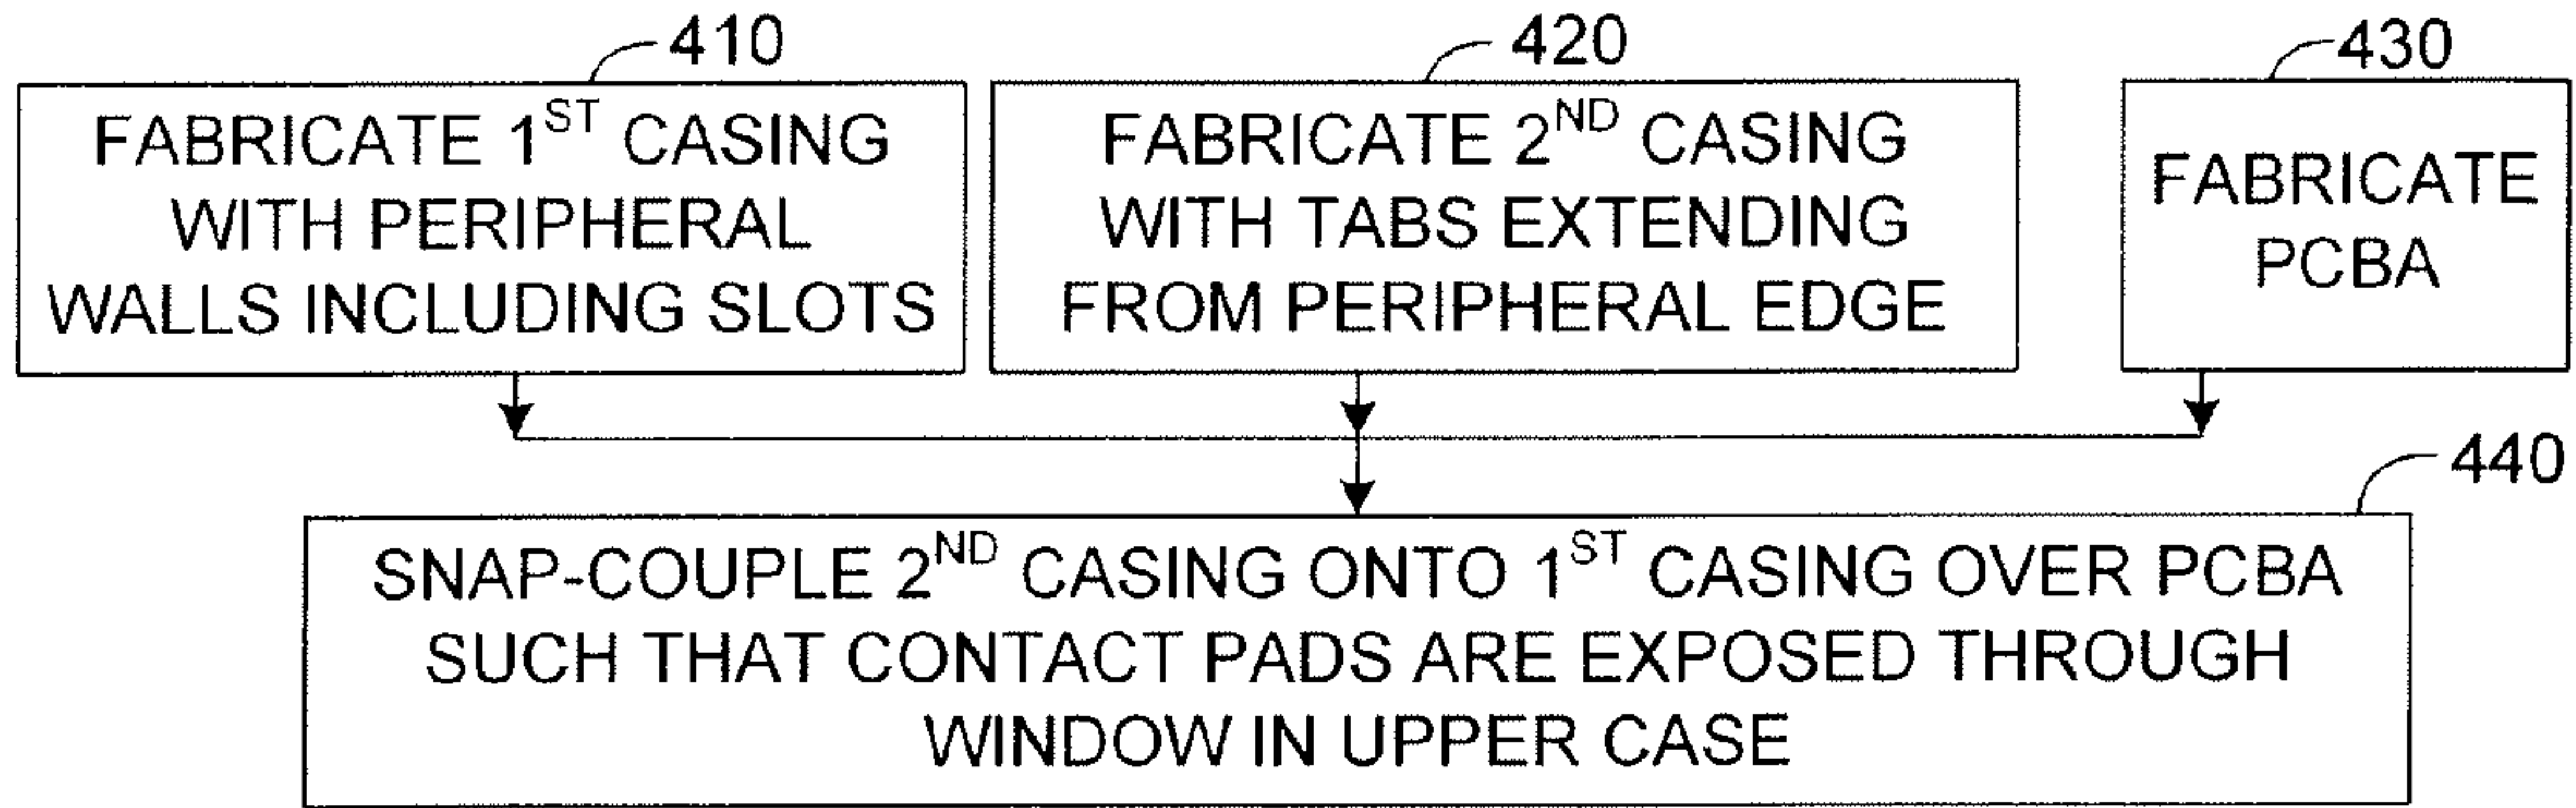 410
FABRICATE 1ST CASING
WITH PERIPHERAL
WALLS INCLUDING SLOTS
420
FABRICATE 2ND CASING
WITH TABS EXTENDING
FROM PERIPHERAL EDGE
430
FABRICATE
PCBA
440
SNAP-COUPLE 2ND CASING ONTO 1ST CASING OVER PCBA
SUCH THAT CONTACT PADS ARE EXPOSED THROUGH
WINDOW IN UPPER CASE